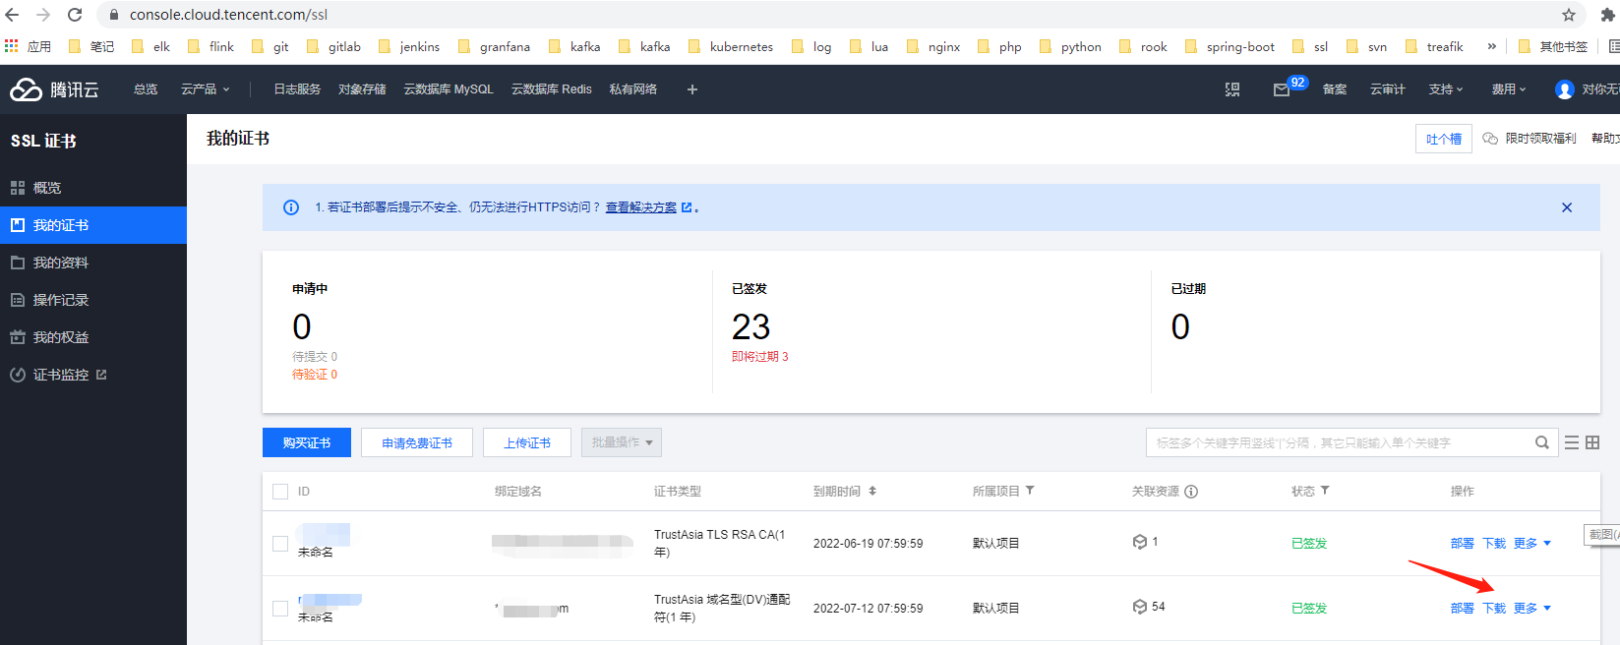 console.cloud.tencent.com/ssl
应用 笔记 elk flink git gitlab jenkins granfana kafka kafka kubernetes log lua nginx php python rook spring-boot ssl svn treafik » 其他书签
腾讯云 总览 云产品 日志服务 对象存储 云数据库 MySQL 云数据库 Redis 私有网络 + 92 备案 云审计 支持 费用 对你无
SSL 证书
概览
我的证书
我的资料
操作记录
我的权益
证书监控
我的证书
吐个槽 限时领取福利 帮助文
1. 若证书部署后提示不安全、仍无法进行HTTPS访问？查看解决方案 。
申请中
0
待提交 0
待验证 0
已签发
23
即将过期 3
已过期
0
购买证书 申请免费证书 上传证书 批量操作 标签多个关键字用竖线“|”分隔，其它只能输入单个关键字
ID 绑定域名 证书类型 到期时间 所属项目 关联资源 状态 操作
未命名
TrustAsia TLS RSA CA(1
年)
2022-06-19 07:59:59 默认项目 1 已签发 部署 下载 更多
截图(A
未命名
* om
TrustAsia 域名型(DV)通配
符(1 年)
2022-07-12 07:59:59 默认项目 54 已签发 部署 下载 更多